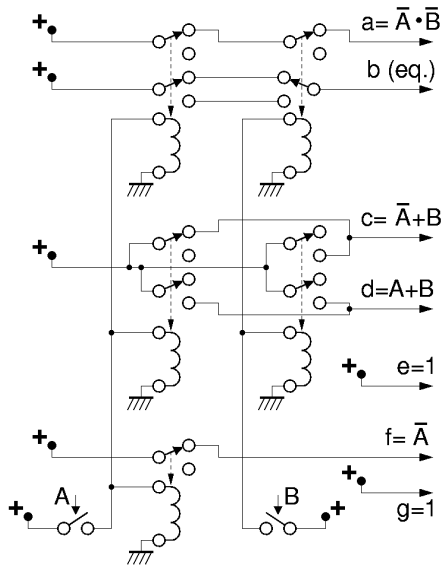 + a= A̅•B̅
+ b (eq.)
+ c= A̅+B
d=A+B
+ e=1
+ f= A̅
+ g=1
+ A B +